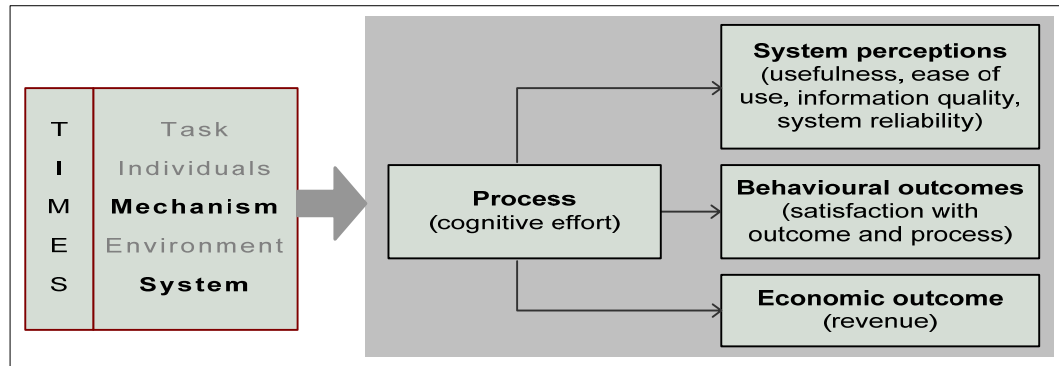 T Task
I Individuals
M Mechanism
E Environment
S System
Process
(cognitive effort)
System perceptions
(usefulness, ease of
use, information quality,
system reliability)
Behavioural outcomes
(satisfaction with
outcome and process)
Economic outcome
(revenue)